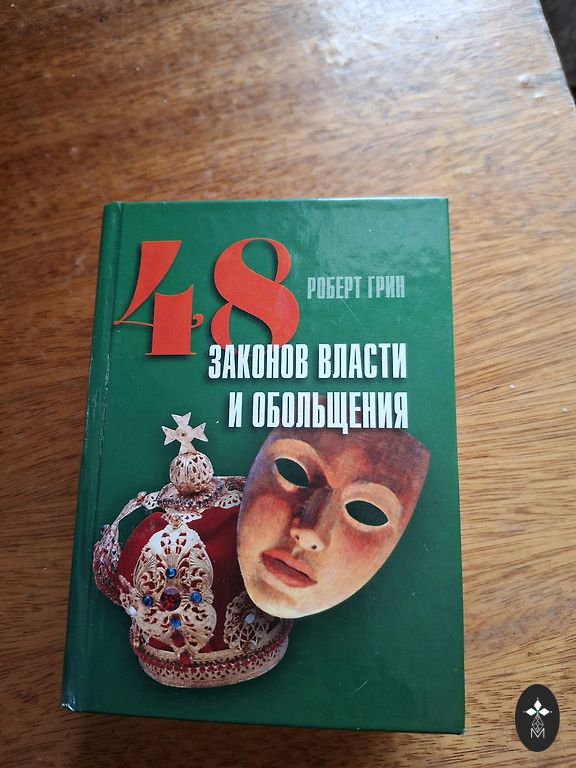 48
РОБЕРТ ГРИН
ЗАКОНОВ ВЛАСТИ
И ОБОЛЬЩЕНИЯ
M